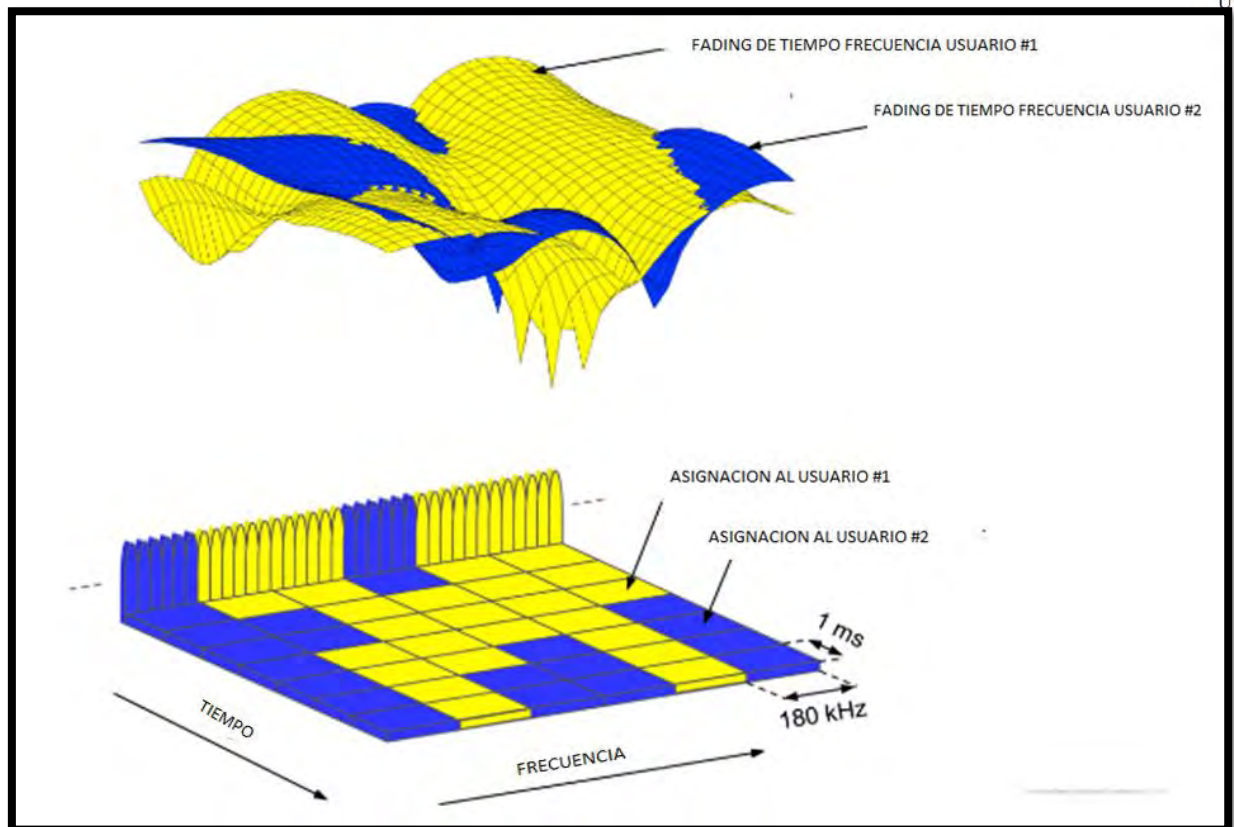 FADING DE TIEMPO FRECUENCIA USUARIO #1
FADING DE TIEMPO FRECUENCIA USUARIO #2
ASIGNACION AL USUARIO #1
ASIGNACION AL USUARIO #2
1 ms
180 kHz
TIEMPO
FRECUENCIA